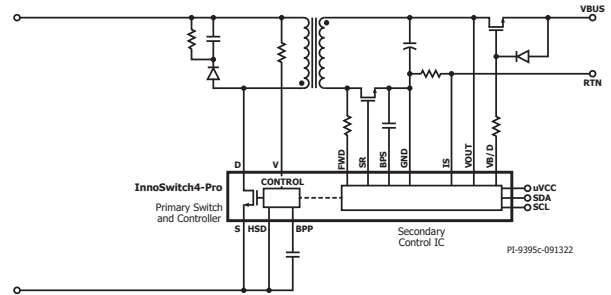 VBUS
RTN
D
V
FWD
SR
BPS
GND
IS
VOUT
VB/D
InnoSwitch4-Pro
CONTROL
Primary Switch
and Controller
uVCC
SDA
SCL
S
HSD
BPP
Secondary
Control IC
PI-9395c-091322